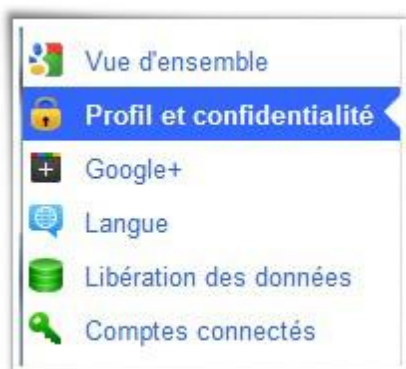 Vue d'ensemble
Profil et confidentialité
Google+
Langue
Libération des données
Comptes connectés